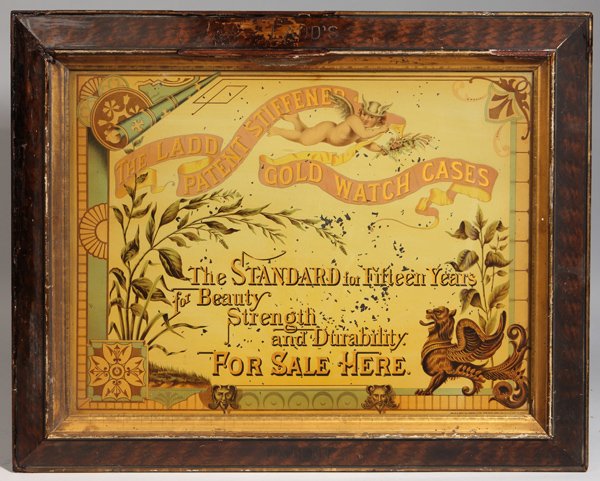 LADD'S
THE LADD
PATENT STIFFENED
GOLD WATCH CASES
The STANDARD for Fifteen Years
for Beauty
Strength
and Durability.
FOR SALE HERE.